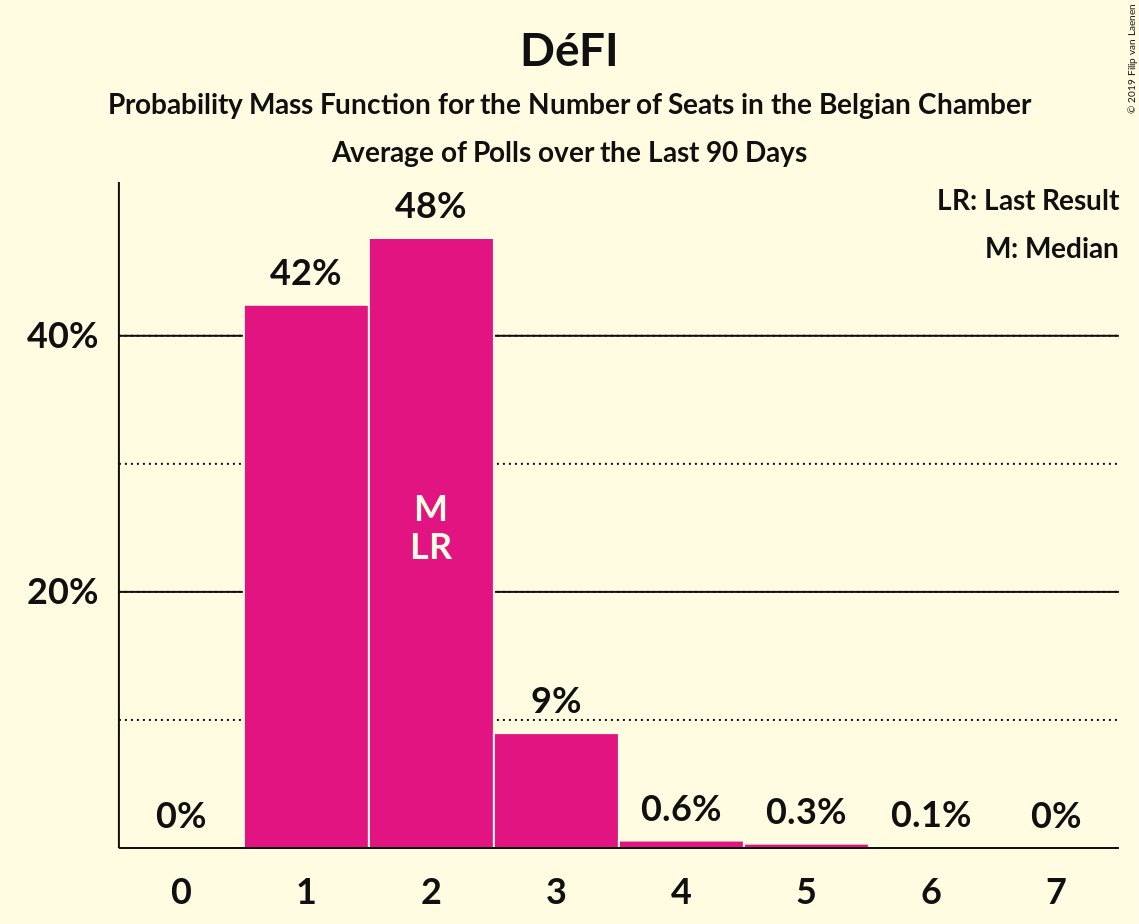 DéFI
Probability Mass Function for the Number of Seats in the Belgian Chamber
Average of Polls over the Last 90 Days
© 2019 Filip van Laenen
LR: Last Result
M: Median
48%
42%
40%
M
LR
20%
9%
0%
0.6%
0.3%
0.1%
0%
0
1
2
3
4
5
6
7